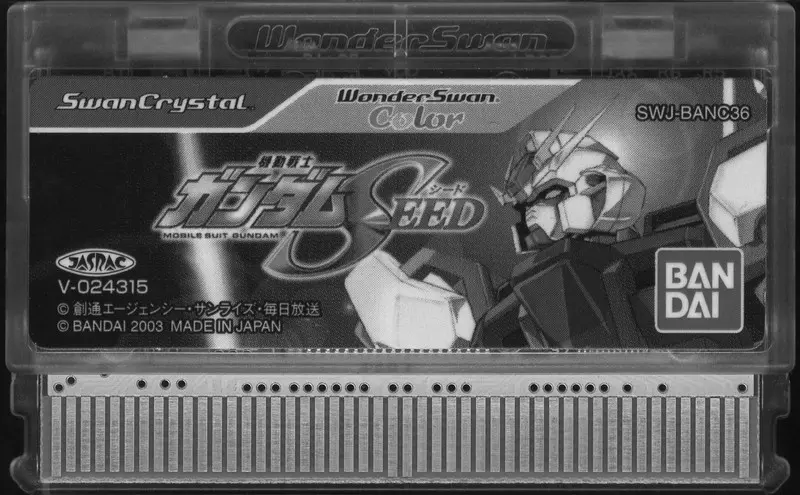 WonderSwan
SwanCrystal™
WonderSwan®
Color
SWJ-BANC36
機動戦士
ガンダム
シード
SEED
MOBILE SUIT GUNDAM
JASRAC
V-024315
© 創通エージェンシー・サンライズ・毎日放送
© BANDAI 2003 MADE IN JAPAN
BAN
DAI